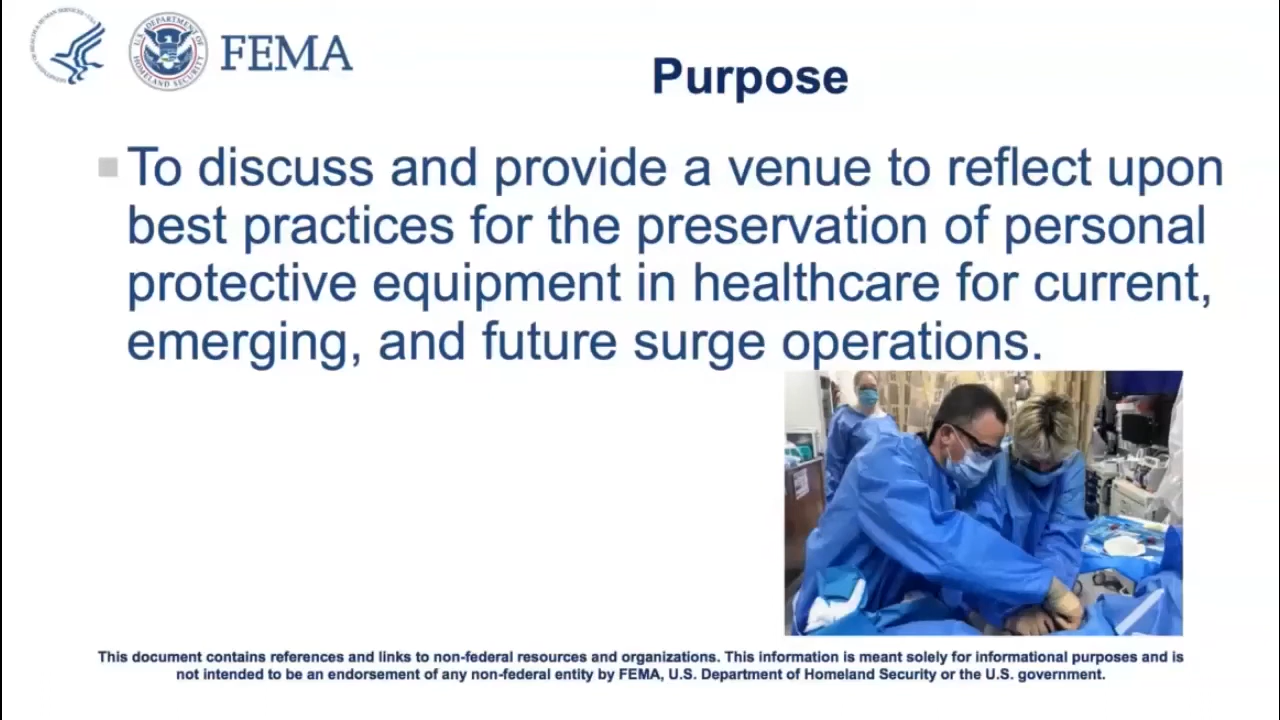 FEMA
Purpose
To discuss and provide a venue to reflect upon
best practices for the preservation of personal
protective equipment in healthcare for current,
emerging, and future surge operations.
This document contains references and links to non-federal resources and organizations. This information is meant solely for informational purposes and is
not intended to be an endorsement of any non-federal entity by FEMA, U.S. Department of Homeland Security or the U.S. government.